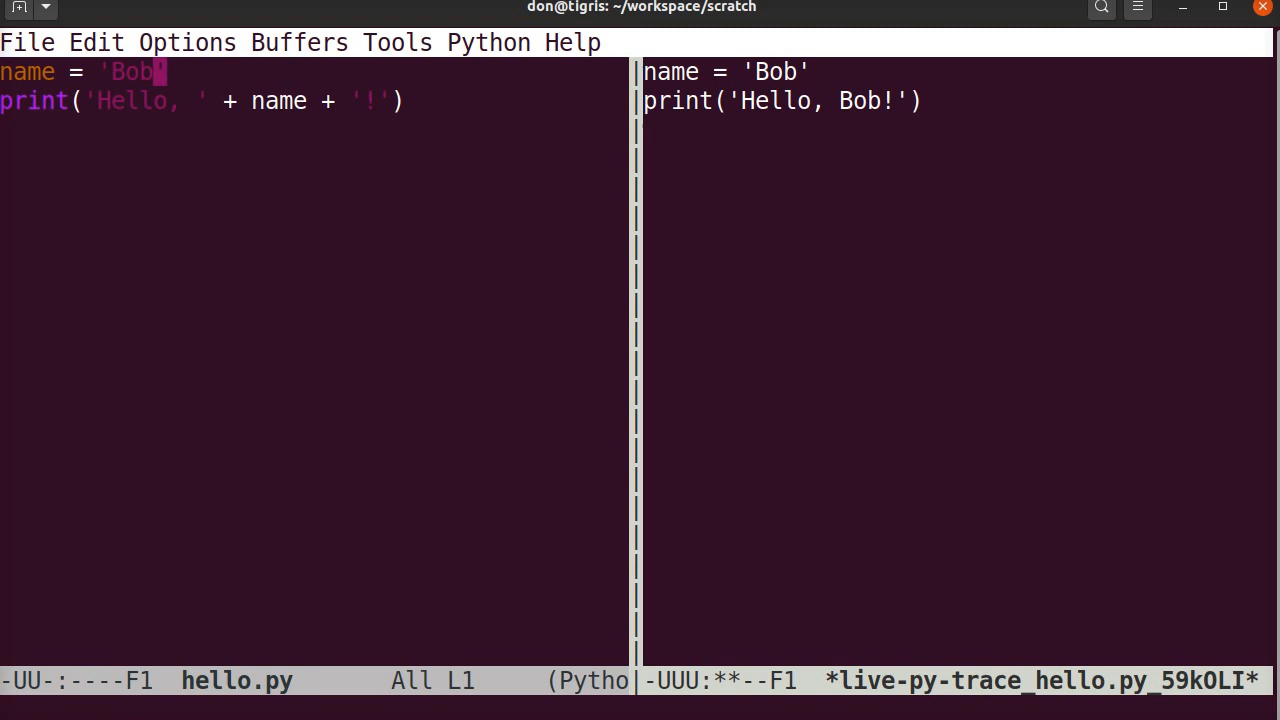 don@tigris: ~/workspace/scratch
File Edit Options Buffers Tools Python Help
name = 'Bob'
print('Hello, ' + name + '!')
name = 'Bob'
print('Hello, Bob!')
-UU-:----F1  hello.py       All L1     (Pytho
-UUU:**--F1  *live-py-trace_hello.py_59kOLI*